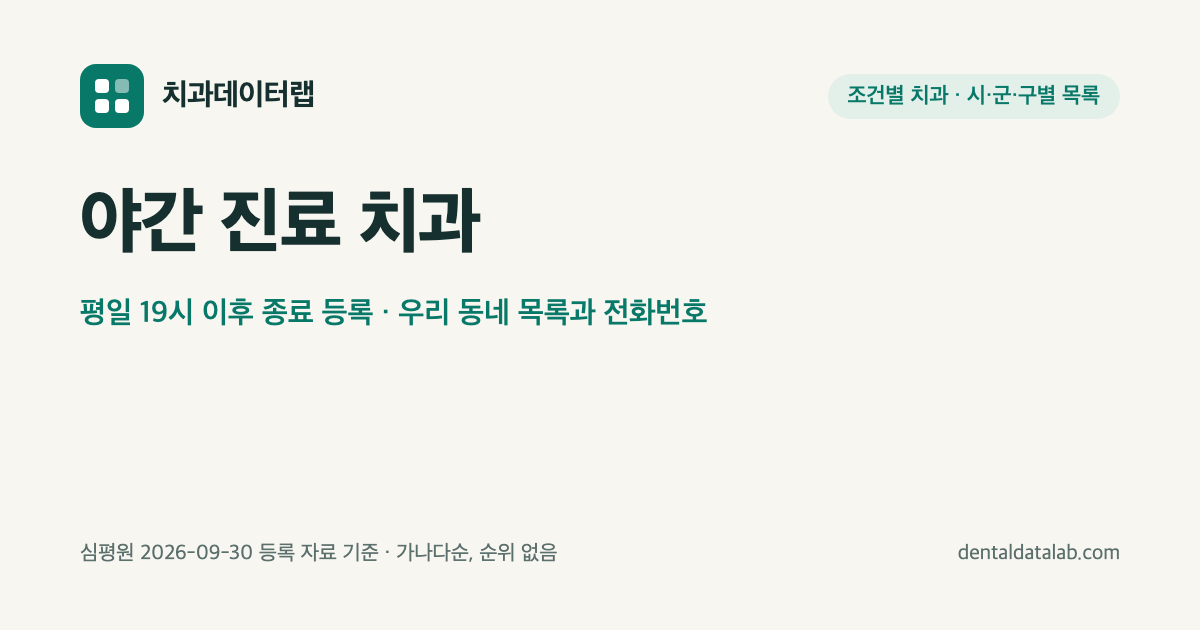 치과데이터랩
조건별 치과 · 시·군·구별 목록
야간 진료 치과
평일 19시 이후 종료 등록 · 우리 동네 목록과 전화번호
심평원 2026-09-30 등록 자료 기준 · 가나다순, 순위 없음
dentaldatalab.com